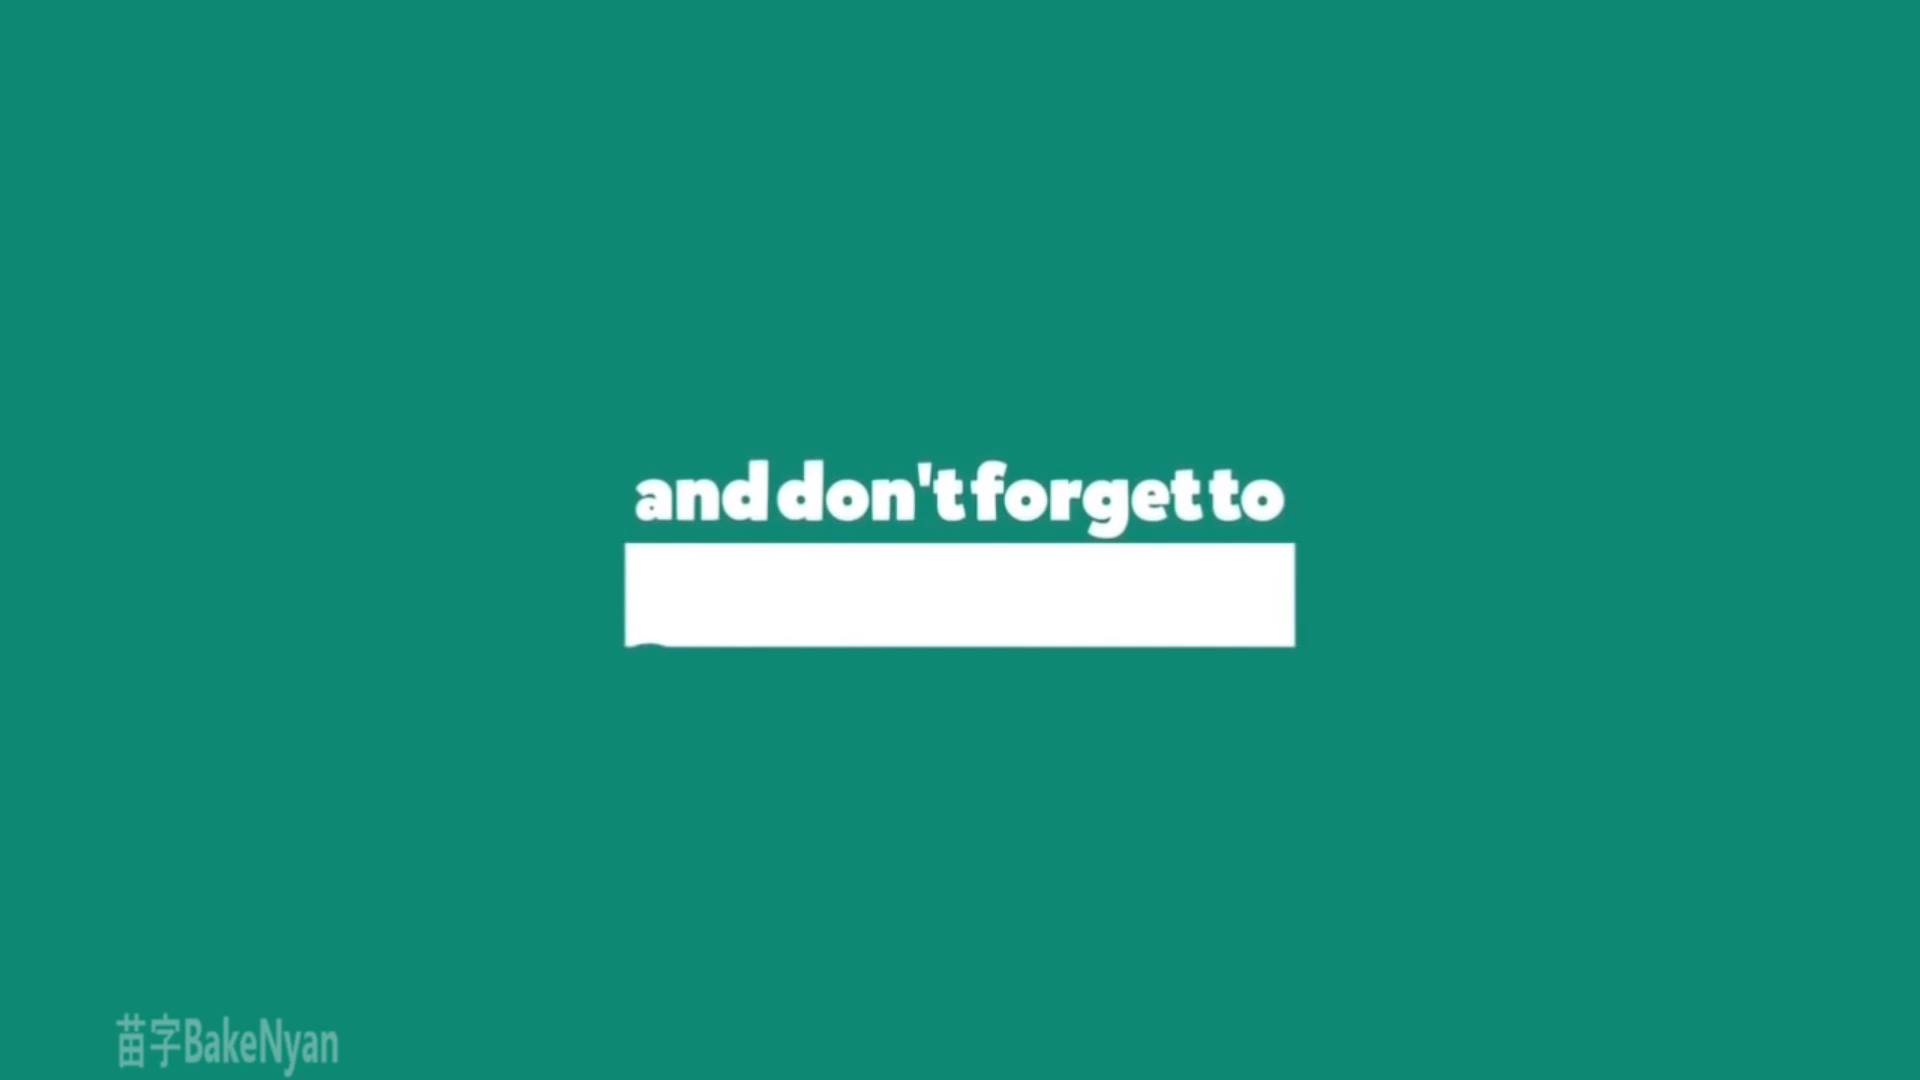 and don't forget to
苗字BakeNyan